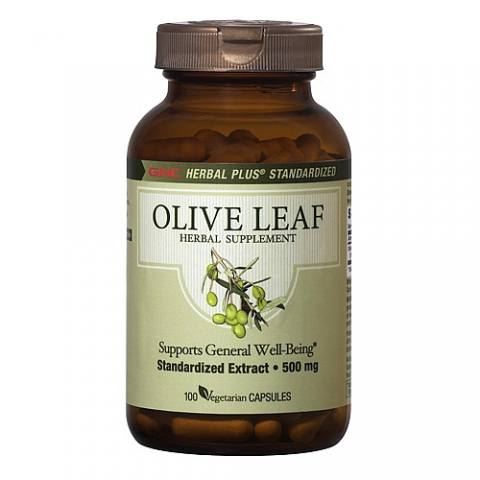 GNC HERBAL PLUS® STANDARDIZED
OLIVE LEAF
HERBAL SUPPLEMENT
Supports General Well-Being*
Standardized Extract • 500 mg
100 Vegetarian CAPSULES